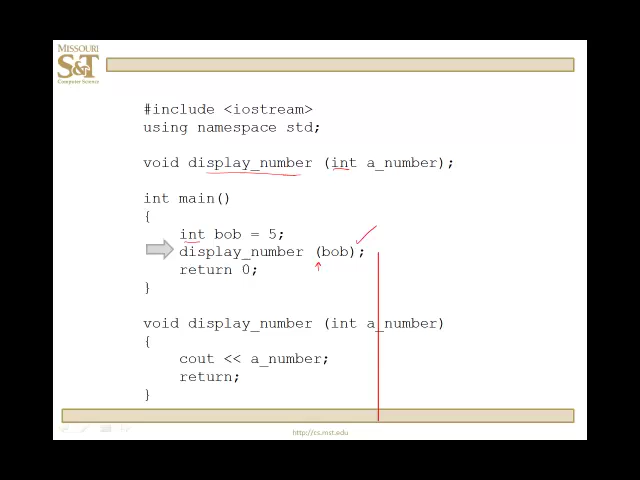 MISSOURI
S&T
Computer Science
#include <iostream>
using namespace std;
void display_number (int a_number);
int main()
{
int bob = 5;
display_number (bob);
return 0;
}
void display_number (int a_number)
{
cout << a_number;
return;
}
http://cs.mst.edu